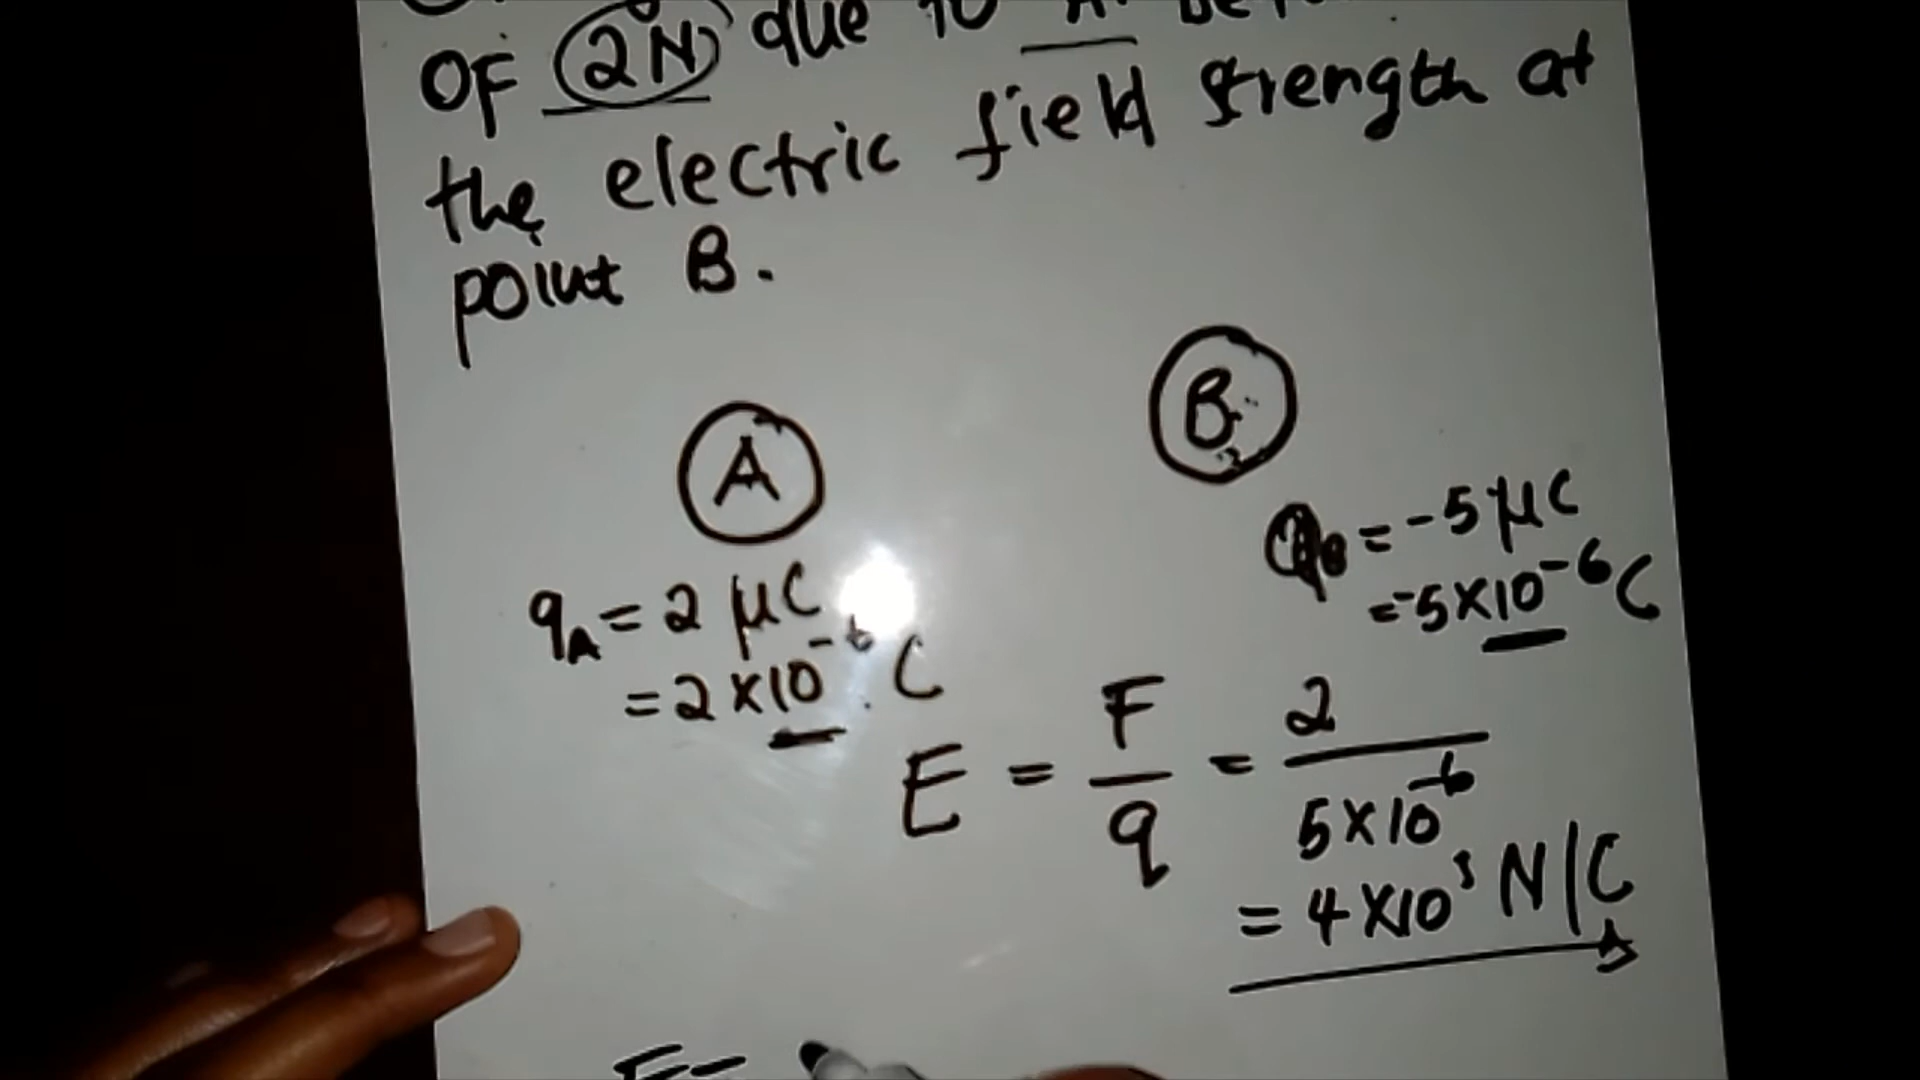 OF 2N due to A.
the electric field strength at
point B.
A
B
qA = 2 μC
= 2 × 10⁻⁶ C
qB = -5 μC
= -5 × 10⁻⁶ C
E = F/q = 2/5×10⁻⁶
= 4×10⁵ N/C